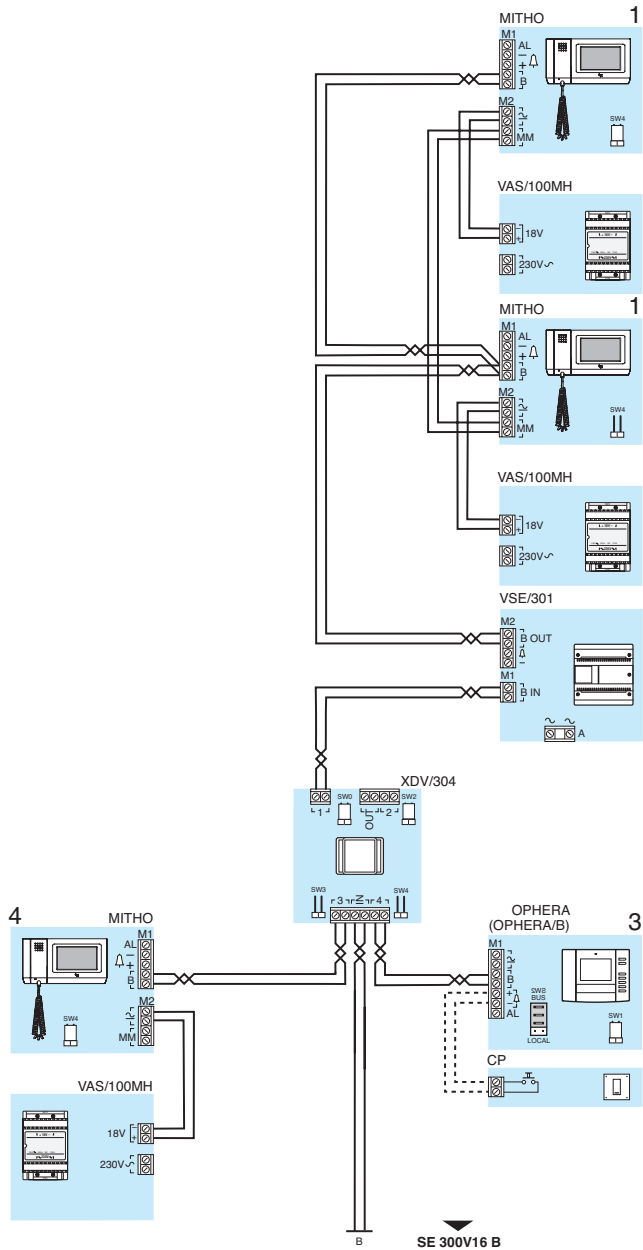 MITHO 1
M1
AL
−
+
B
M2
MM
SW4
VAS/100MH
−
+
18V
230V~
MITHO 1
M1
AL
−
+
B
M2
MM
SW4
VAS/100MH
−
+
18V
230V~
VSE/301
M2
B OUT
−
M1
B IN
~ ~
A
XDV/304
SW0
SW2
1
OUT
2
SW3
3
IN
4
SW4
4 MITHO
M1
AL
−
+
B
M2
MM
SW4
VAS/100MH
18V
−
+
230V~
OPHERA
(OPHERA/B) 3
M1
B
+
−
AL
SW2
BUS
LOCAL
SW1
CP
B
SE 300V16 B